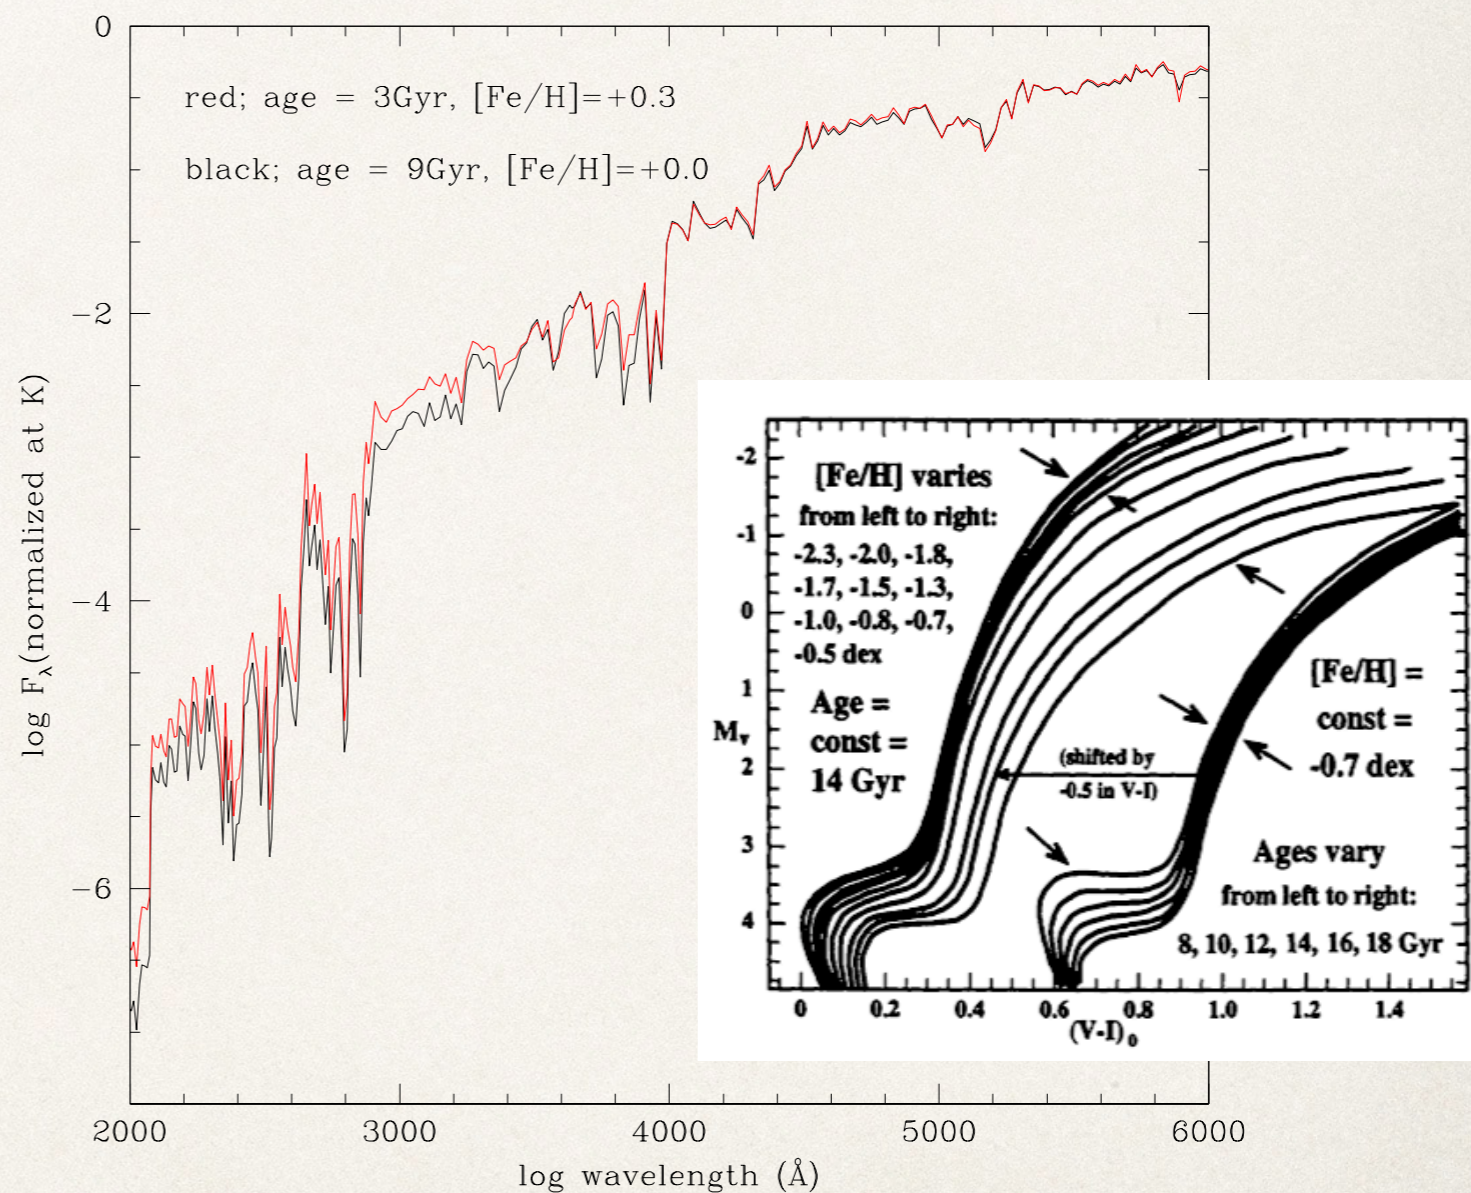 0
−2
−4
−6
log Fλ(normalized at K)
red; age = 3Gyr, [Fe/H]=+0.3
black; age = 9Gyr, [Fe/H]=+0.0
2000 3000 4000 5000 6000
log wavelength (Å)
-2
-1
0
1
2
3
4
Mv
[Fe/H] varies
from left to right:
-2.3, -2.0, -1.8,
-1.7, -1.5, -1.3,
-1.0, -0.8, -0.7,
-0.5 dex
Age =
const =
14 Gyr
(shifted by
-0.5 in V-I)
[Fe/H] =
const =
-0.7 dex
Ages vary
from left to right:
8, 10, 12, 14, 16, 18 Gyr
0 0.2 0.4 0.6 0.8 1.0 1.2 1.4
(V-I)0